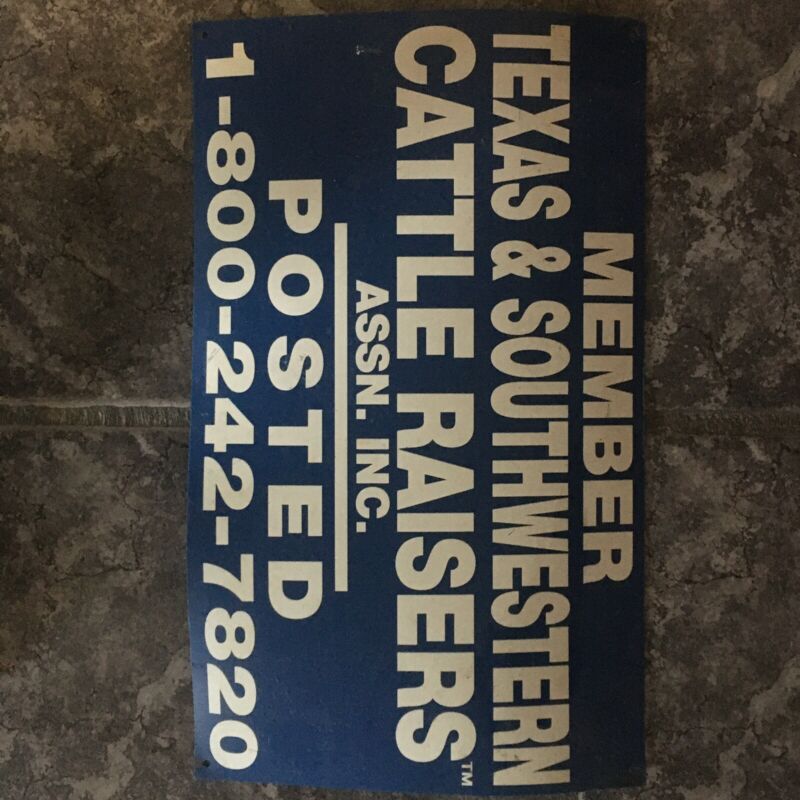 MEMBER
TEXAS & SOUTHWESTERN
CATTLE RAISERS™
ASSN. INC.
POSTED
1-800-242-7820